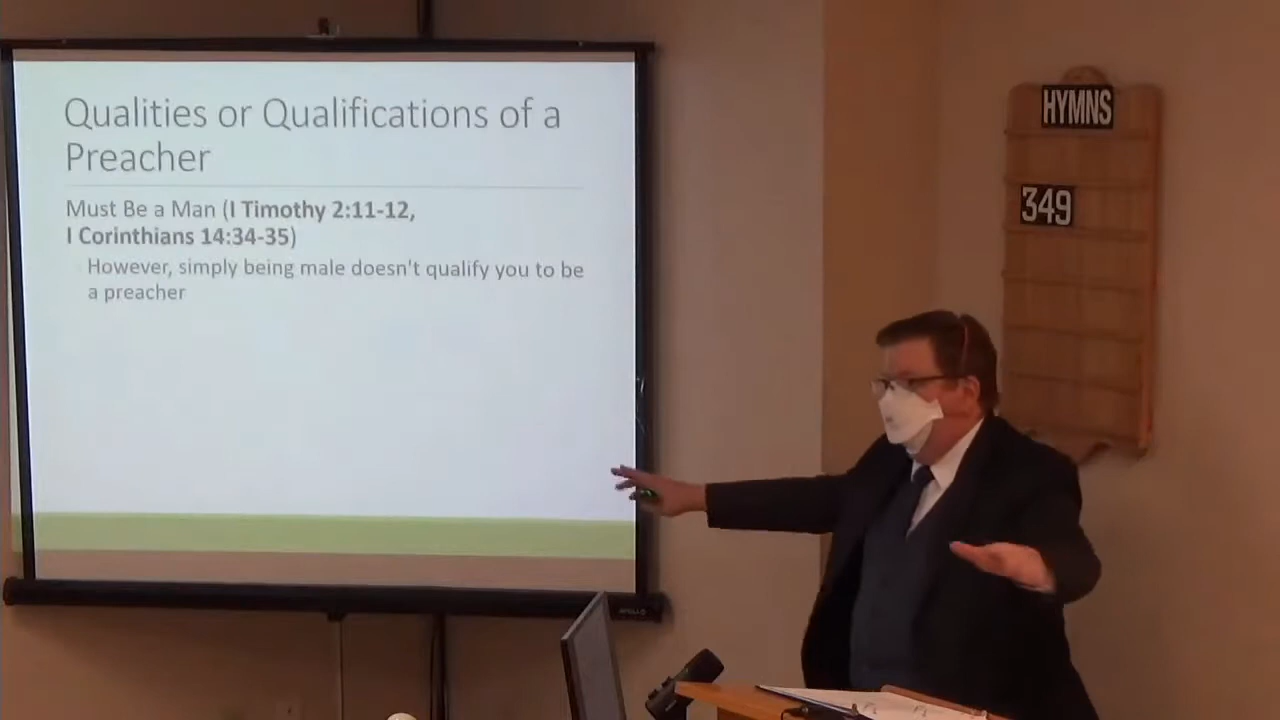 Qualities or Qualifications of a
Preacher
Must Be a Man (I Timothy 2:11-12,
I Corinthians 14:34-35)
However, simply being male doesn't qualify you to be
a preacher
HYMNS
349
APOLLO